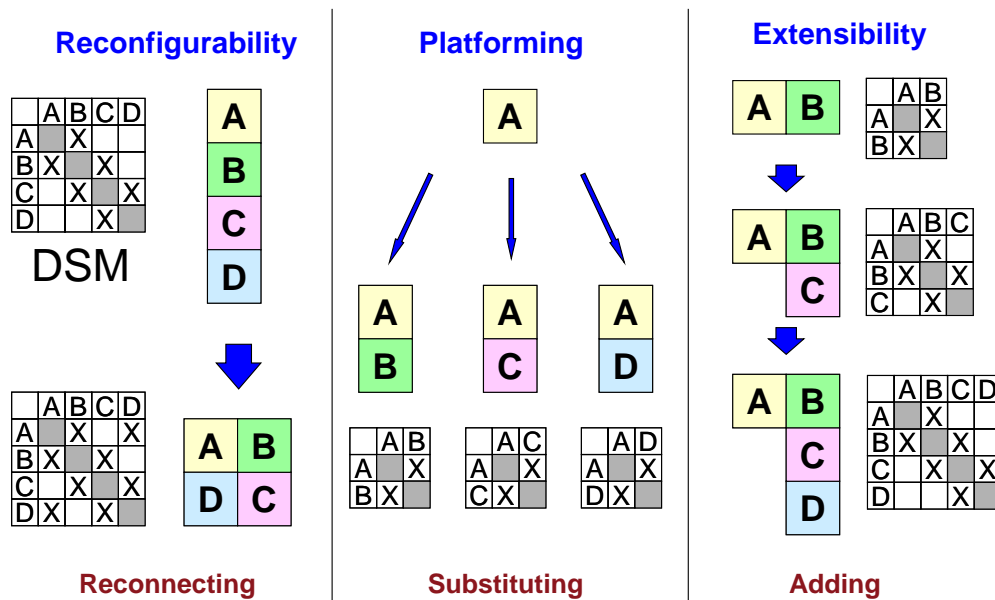 Reconfigurability
A B C D
A X
B X X
C X X
D X
DSM
A
B
C
D
A B C D
A X X
B X X
C X X
D X X
A B
D C
Reconnecting
Platforming
A
A
B
A
C
A
D
A B
A X
B X
A C
A X
C X
A D
A X
D X
Substituting
Extensibility
A B
A B
A X
B X
A B
C
A B C
A X
B X X
C X
A B
C
D
A B C D
A X
B X X
C X X
D X
Adding